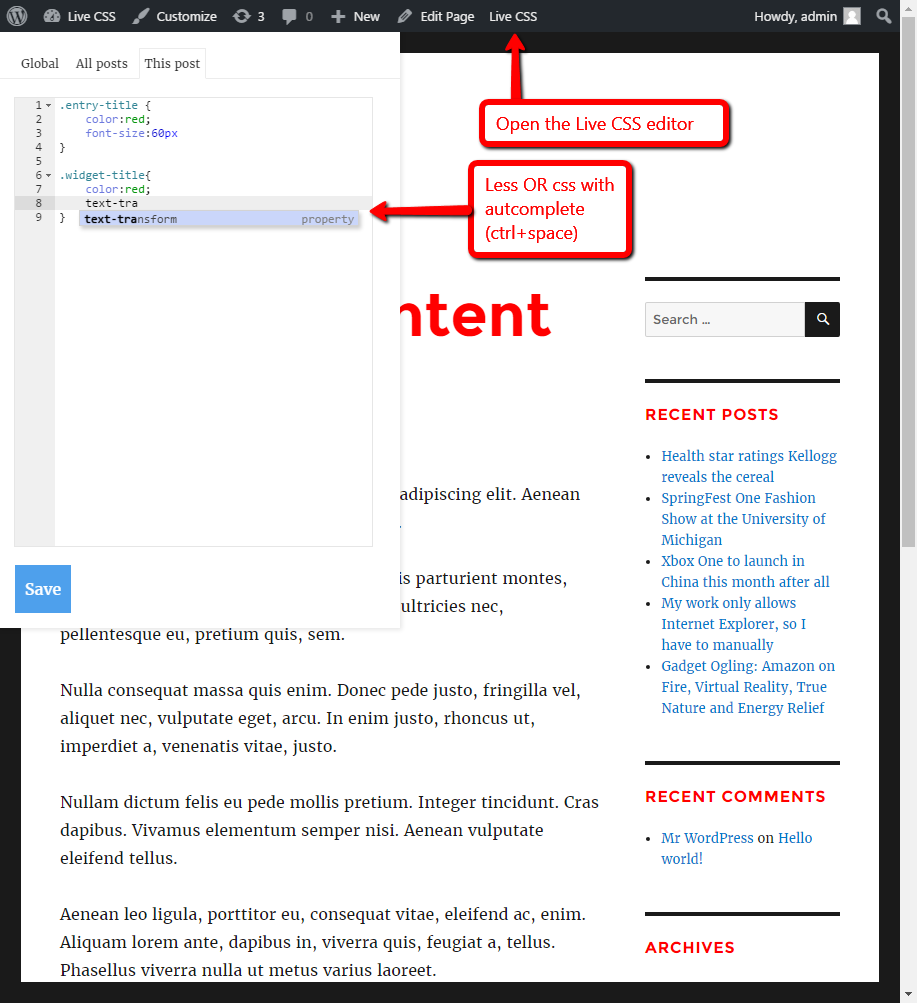 Live CSS Customize 3 0 New Edit Page Live CSS Howdy, admin
Global All posts This post
Open the Live CSS editor
1 .entry-title {
2 color:red;
3 font-size:60px
4 }
5
6 .widget-title{
7 color:red;
8 text-tra
9 }
text-transform property
Less OR css with
autcomplete
(ctrl+space)
Save
ntent
adipiscing elit. Aenean
.
is parturient montes,
ultricies nec,
pellentesque eu, pretium quis, sem.
Nulla consequat massa quis enim. Donec pede justo, fringilla vel,
aliquet nec, vulputate eget, arcu. In enim justo, rhoncus ut,
imperdiet a, venenatis vitae, justo.
Nullam dictum felis eu pede mollis pretium. Integer tincidunt. Cras
dapibus. Vivamus elementum semper nisi. Aenean vulputate
eleifend tellus.
Aenean leo ligula, porttitor eu, consequat vitae, eleifend ac, enim.
Aliquam lorem ante, dapibus in, viverra quis, feugiat a, tellus.
Phasellus viverra nulla ut metus varius laoreet.
Search ...
RECENT POSTS
Health star ratings Kellogg
reveals the cereal
SpringFest One Fashion
Show at the University of
Michigan
Xbox One to launch in
China this month after all
My work only allows
Internet Explorer, so I
have to manually
Gadget Ogling: Amazon on
Fire, Virtual Reality, True
Nature and Energy Relief
RECENT COMMENTS
Mr WordPress on Hello
world!
ARCHIVES